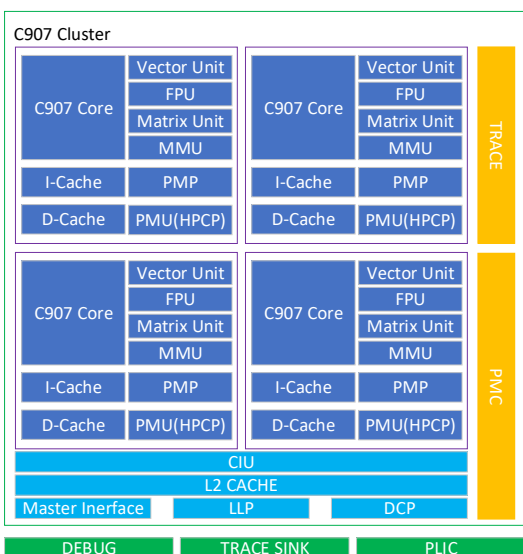 C907 Cluster
C907 Core
Vector Unit
FPU
Matrix Unit
MMU
I-Cache
PMP
D-Cache
PMU(HPCP)
C907 Core
Vector Unit
FPU
Matrix Unit
MMU
I-Cache
PMP
D-Cache
PMU(HPCP)
TRACE
C907 Core
Vector Unit
FPU
Matrix Unit
MMU
I-Cache
PMP
D-Cache
PMU(HPCP)
C907 Core
Vector Unit
FPU
Matrix Unit
MMU
I-Cache
PMP
D-Cache
PMU(HPCP)
PMC
CIU
L2 CACHE
Master Inerface
LLP
DCP
DEBUG
TRACE SINK
PLIC